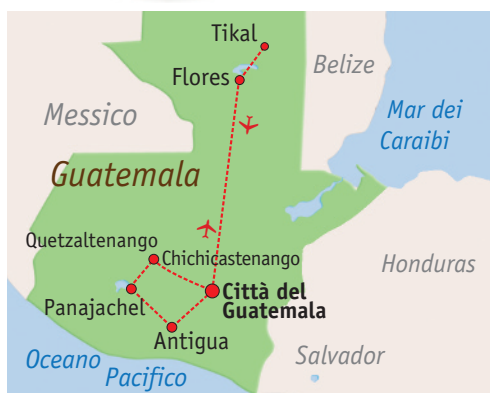 Tikal
Flores
Belize
Messico
Mar dei
Caraibi
Guatemala
Quetzaltenango
Chichicastenango
Honduras
Panajachel
Città del
Guatemala
Antigua
Salvador
Oceano
Pacifico